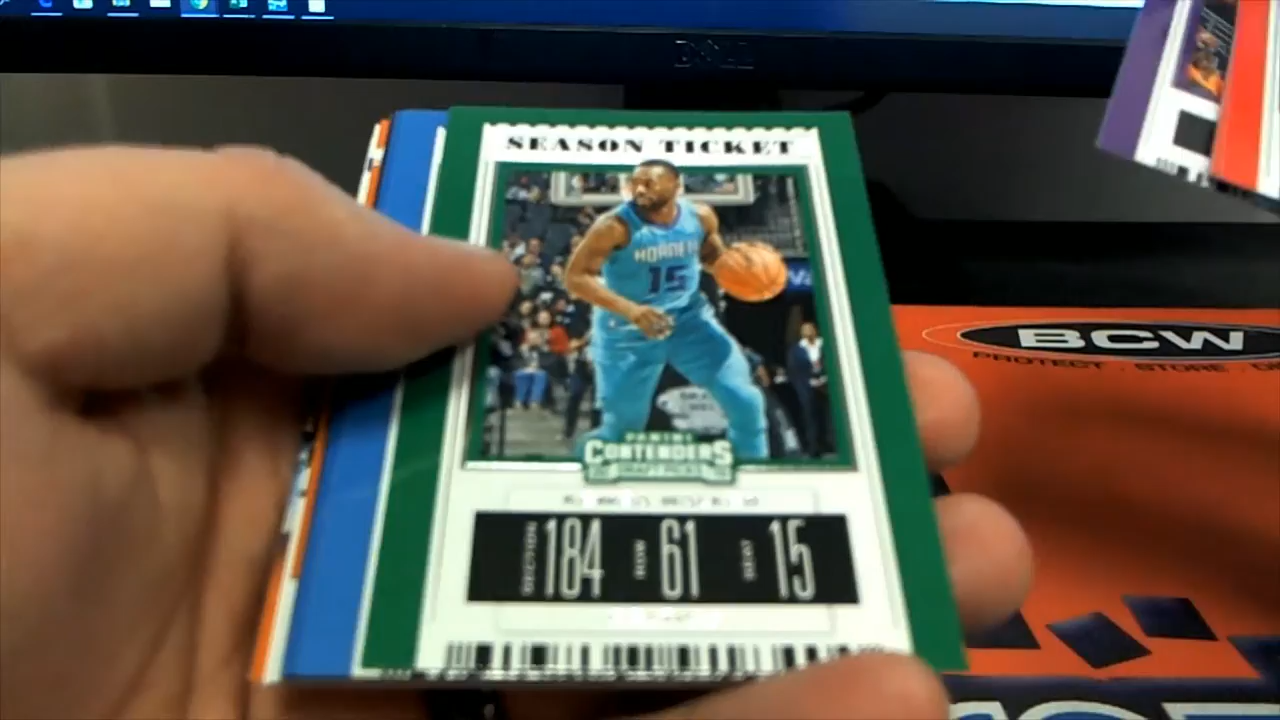 DELL
SEASON TICKET
HORNETS
15
PANINI
CONTENDERS
DRAFT PICKS
SECTION 184 ROW 61 SEAT 15
BCW
PROTECT . STORE .